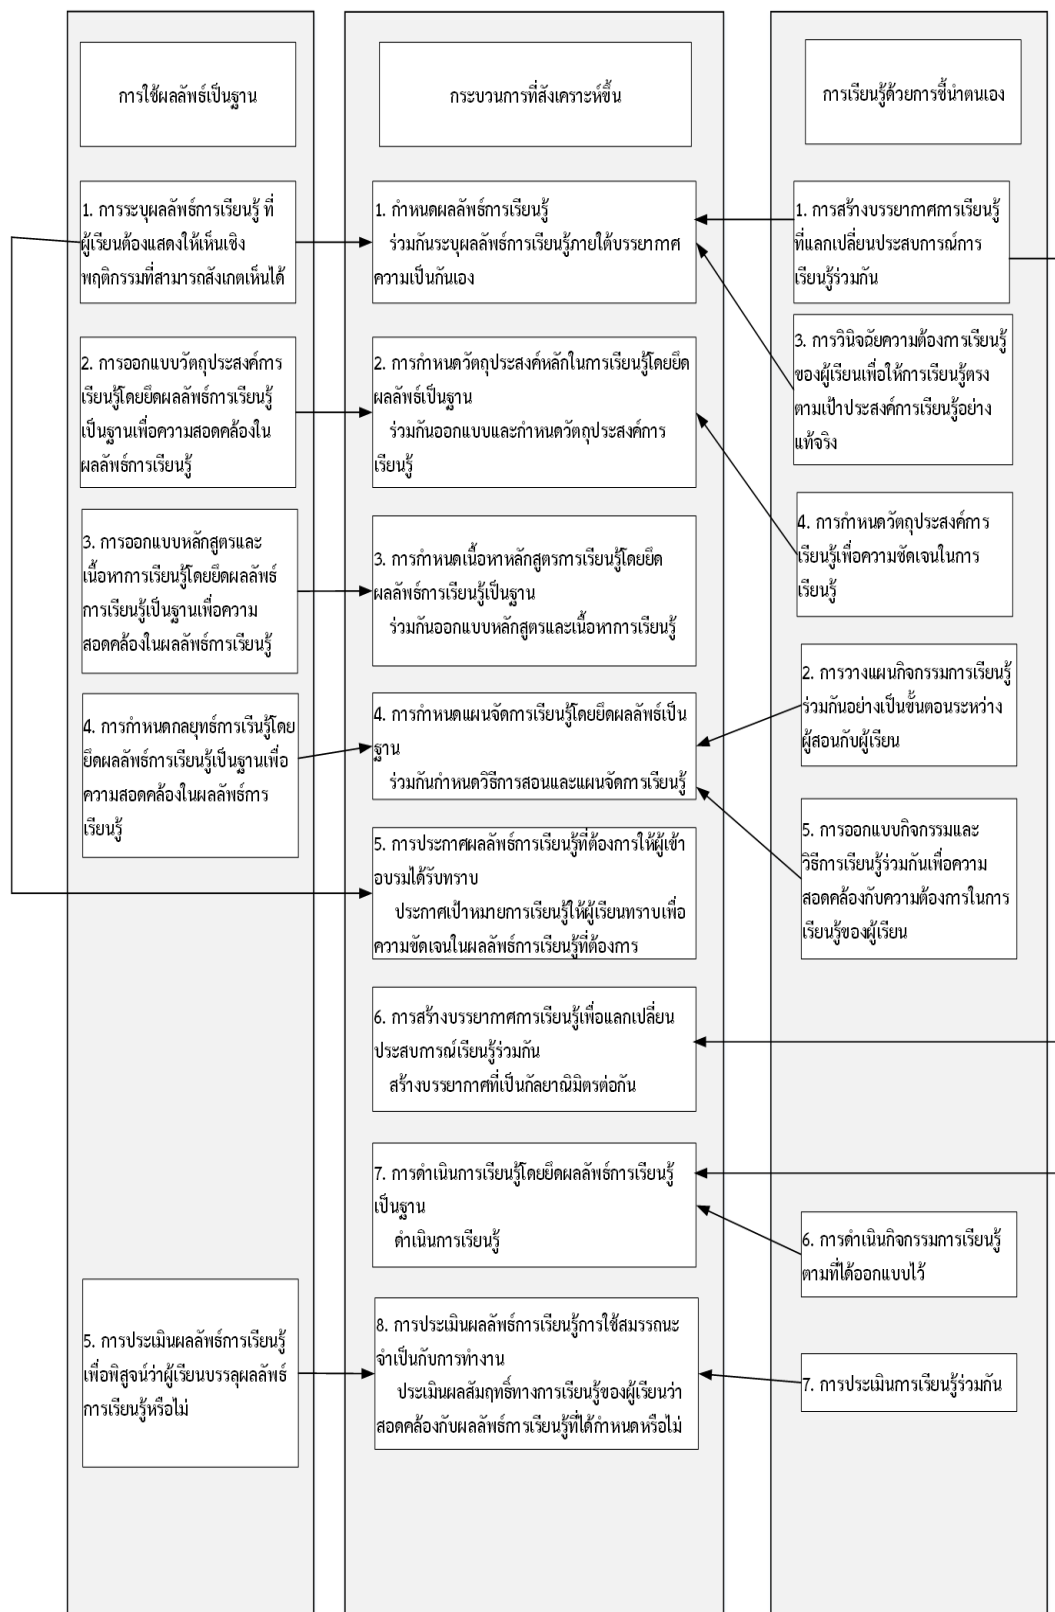 การใช้ผลลัพธ์เป็นฐาน
1. การระบุผลลัพธ์การเรียนรู้ ที่
ผู้เรียนต้องแสดงให้เห็นเชิง
พฤติกรรมที่สามารถสังเกตเห็นได้
2. การออกแบบวัตถุประสงค์การ
เรียนรู้โดยยึดผลลัพธ์การเรียนรู้
เป็นฐานเพื่อความสอดคล้องใน
ผลลัพธ์การเรียนรู้
3. การออกแบบหลักสูตรและ
เนื้อหาการเรียนรู้โดยยึดผลลัพธ์
การเรียนรู้เป็นฐานเพื่อความ
สอดคล้องในผลลัพธ์การเรียนรู้
4. การกำหนดกลยุทธ์การเรีนรู้โดย
ยึดผลลัพธ์การเรียนรู้เป็นฐานเพื่อ
ความสอดคล้องในผลลัพธ์การ
เรียนรู้
5. การประเมินผลลัพธ์การเรียนรู้
เพื่อพิสูจน์ว่าผู้เรียนบรรลุผลลัพธ์
การเรียนรู้หรือไม่
กระบวนการที่สังเคราะห์ขึ้น
1. กำหนดผลลัพธ์การเรียนรู้
ร่วมกันระบุผลลัพธ์การเรียนรู้ภายใต้บรรยากาศ
ความเป็นกันเอง
2. การกำหนดวัตถุประสงค์หลักในการเรียนรู้โดยยึด
ผลลัพธ์เป็นฐาน
ร่วมกันออกแบบและกำหนดวัตถุประสงค์การ
เรียนรู้
3. การกำหนดเนื้อหาหลักสูตรการเรียนรู้โดยยึด
ผลลัพธ์การเรียนรู้เป็นฐาน
ร่วมกันออกแบบหลักสูตรและเนื้อหาการเรียนรู้
4. การกำหนดแผนจัดการเรียนรู้โดยยึดผลลัพธ์เป็น
ฐาน
ร่วมกันกำหนดวิธีการสอนและแผนจัดการเรียนรู้
5. การประกาศผลลัพธ์การเรียนรู้ที่ต้องการให้ผู้เข้า
อบรมได้รับทราบ
ประกาศเป้าหมายการเรียนรู้ให้ผู้เรียนทราบเพื่อ
ความชัดเจนในผลลัพธ์การเรียนรู้ที่ต้องการ
6. การสร้างบรรยากาศการเรียนรู้เพื่อแลกเปลี่ยน
ประสบการณ์เรียนรู้ร่วมกัน
สร้างบรรยากาศที่เป็นกัลยาณิมิตรต่อกัน
7. การดำเนินการเรียนรู้โดยยึดผลลัพธ์การเรียนรู้
เป็นฐาน
ดำเนินการเรียนรู้
8. การประเมินผลลัพธ์การเรียนรู้การใช้สมรรถนะ
จำเป็นกับการทำงาน
ประเมินผลสัมฤทธิ์ทางการเรียนรู้ของผู้เรียนว่า
สอดคล้องกับผลลัพธ์การเรียนรู้ที่ได้กำหนดหรือไม่
การเรียนรู้ด้วยการชี้นำตนเอง
1. การสร้างบรรยากาศการเรียนรู้
ที่แลกเปลี่ยนประสบการณ์การ
เรียนรู้ร่วมกัน
3. การวินิจฉัยความต้องการเรียนรู้
ของผู้เรียนเพื่อให้การเรียนรู้ตรง
ตามเป้าประสงค์การเรียนรู้อย่าง
แท้จริง
4. การกำหนดวัตถุประสงค์การ
เรียนรู้เพื่อความชัดเจนในการ
เรียนรู้
2. การวางแผนกิจกรรมการเรียนรู้
ร่วมกันอย่างเป็นขั้นตอนระหว่าง
ผู้สอนกับผู้เรียน
5. การออกแบบกิจกรรมและ
วิธีการเรียนรู้ร่วมกันเพื่อความ
สอดคล้องกับความต้องการในการ
เรียนรู้ของผู้เรียน
6. การดำเนินกิจกรรมการเรียนรู้
ตามที่ได้ออกแบบไว้
7. การประเมินการเรียนรู้ร่วมกัน